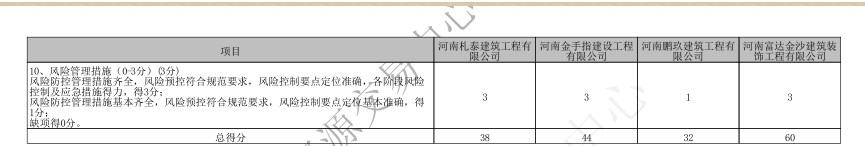 项目
河南札泰建筑工程有
限公司
河南金手指建设工程
有限公司
河南鹏玖建筑工程有
限公司
河南富达金沙建筑装
饰工程有限公司
10、风险管理措施（0-3分）(3分)
风险防控管理措施齐全，风险预控符合规范要求，风险控制要点定位准确，各阶段风险
控制及应急措施得力，得3分；
风险防控管理措施基本齐全，风险预控符合规范要求，风险控制要点定位基本准确，得
1分；
缺项得0分。
3
3
1
3
总得分
38
44
32
60
源交易中心
中心